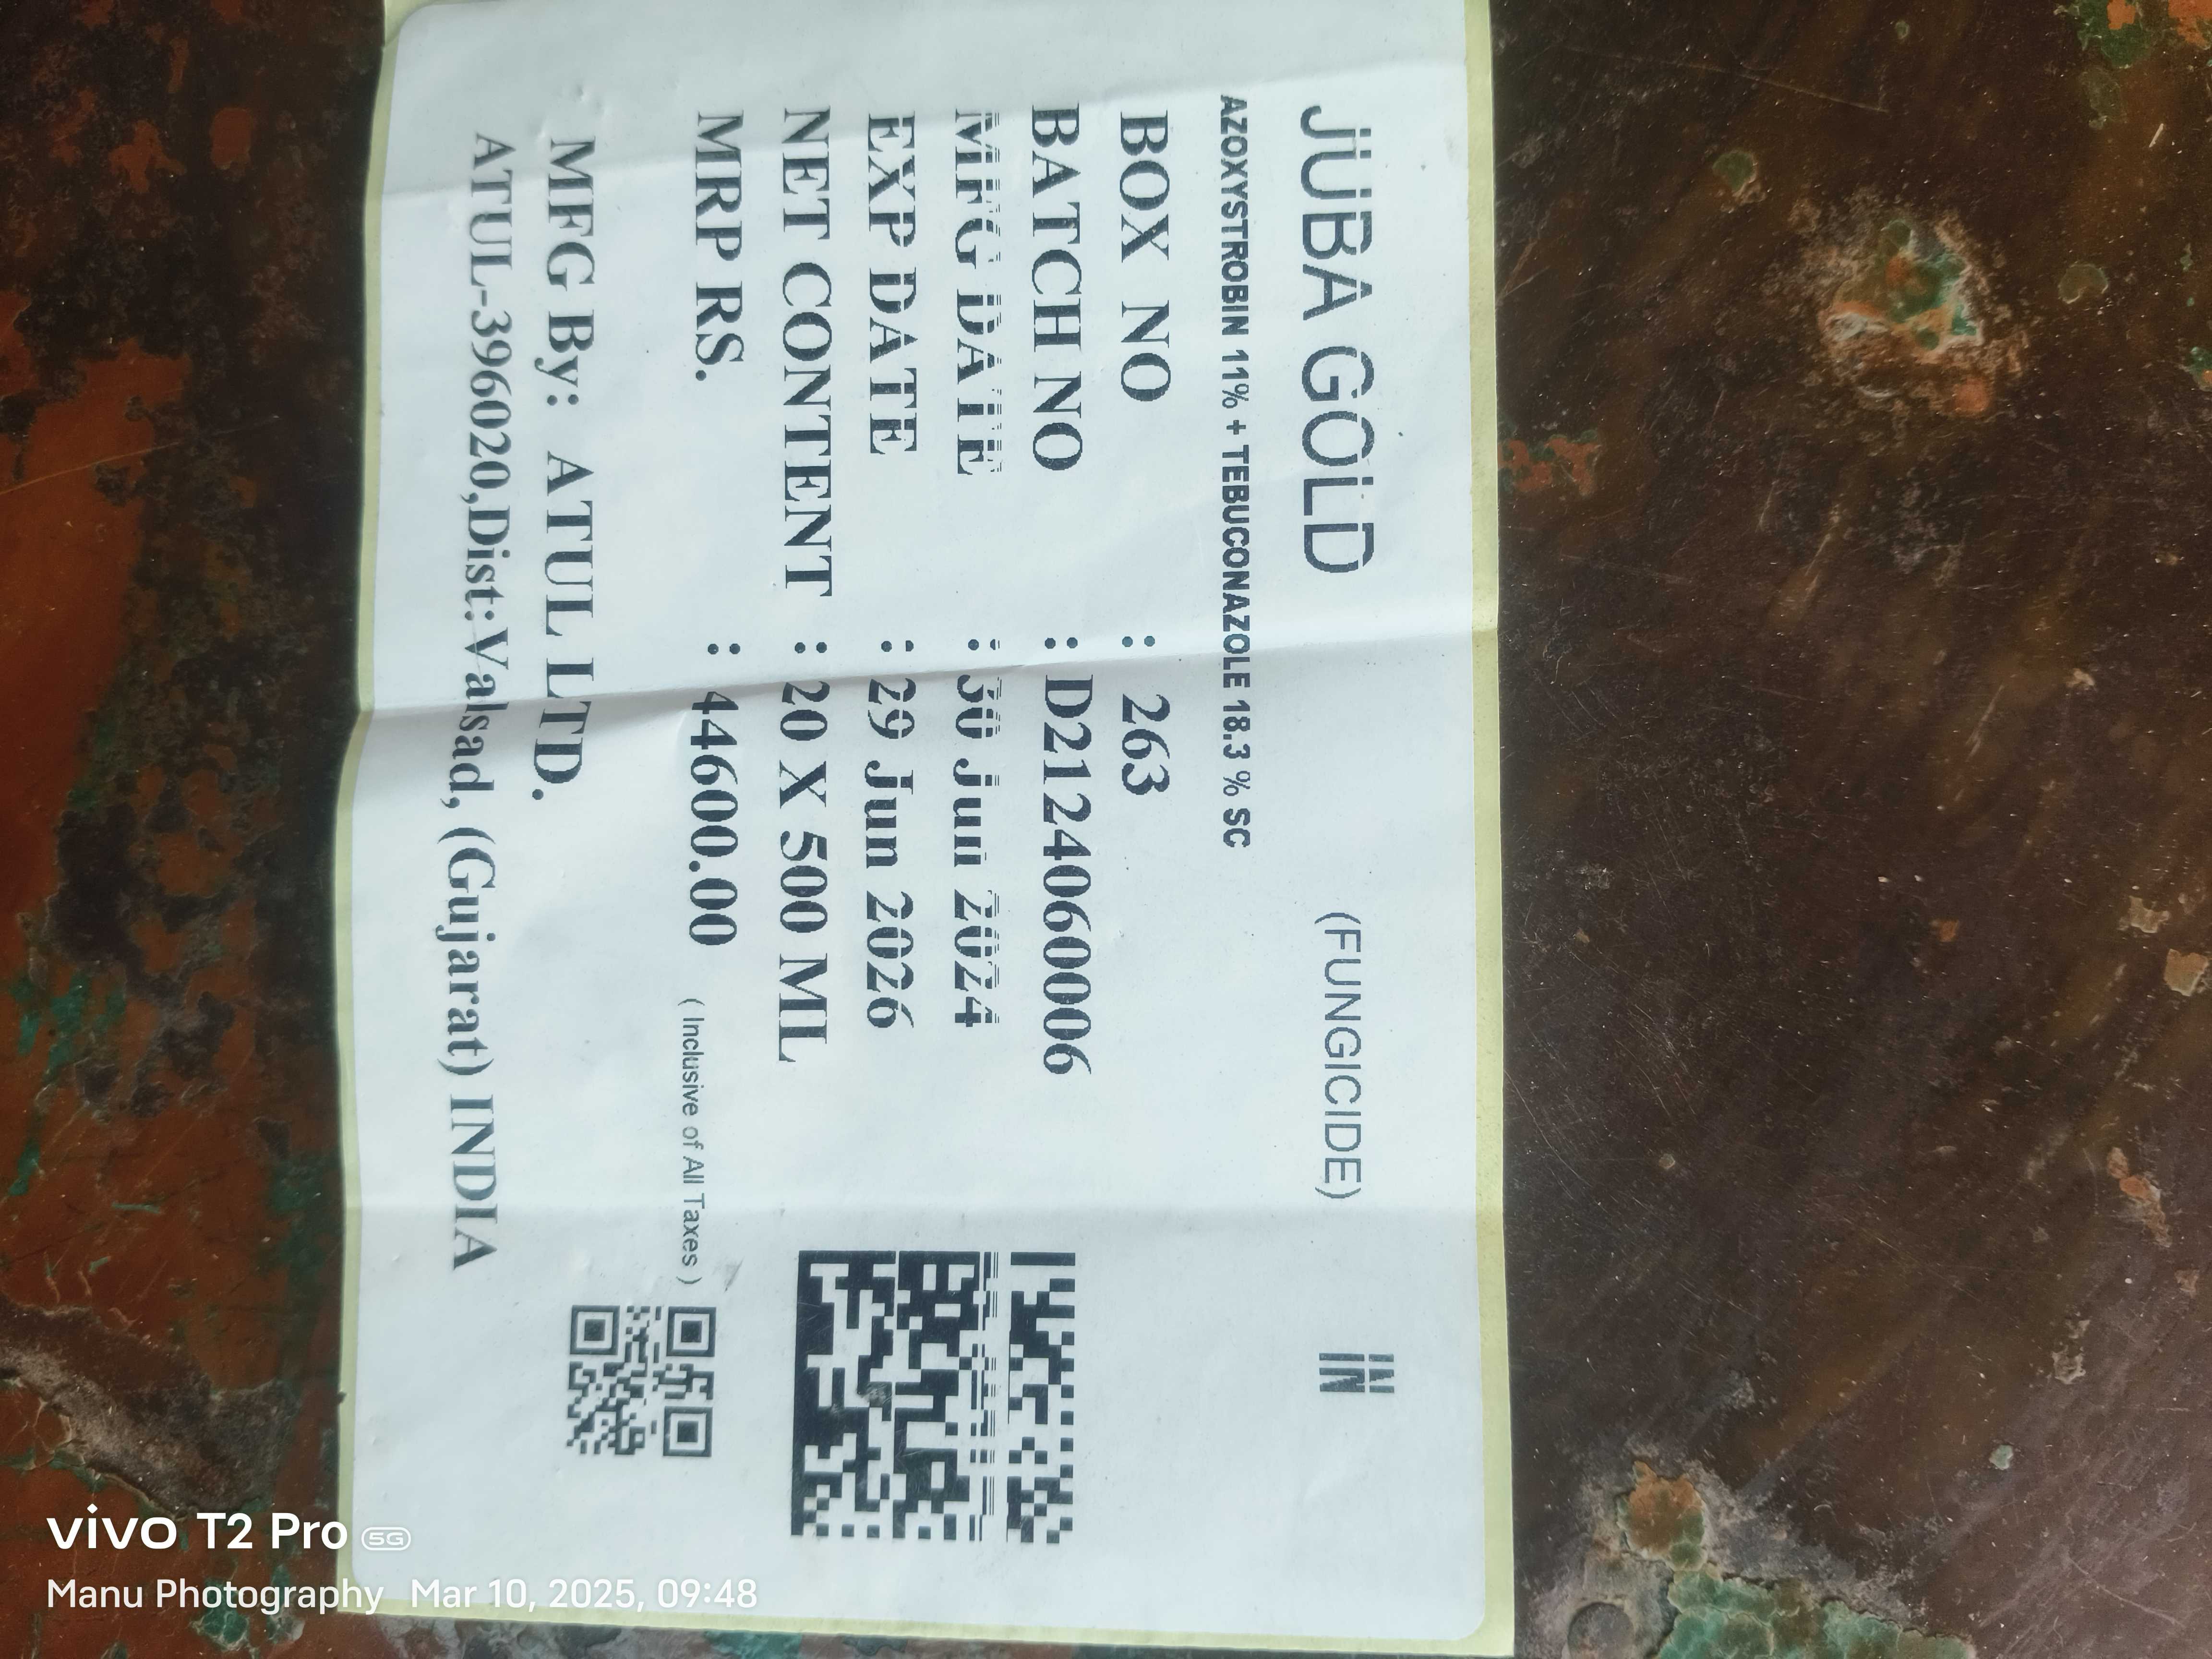 JUBA GOLD (FUNGICIDE) IN
AZOXYSTROBIN 11% + TEBUCONAZOLE 18.3 % SC
BOX NO : 263
BATCH NO : D2124060006
MFG DATE : 30 Jun 2024
EXP DATE : 29 Jun 2026
NET CONTENT : 20 X 500 ML
MRP RS. : 44600.00 ( Inclusive of All Taxes )
MFG By: ATUL LTD.
ATUL-396020,Dist:Valsad, (Gujarat) INDIA
vivo T2 Pro 5G
Manu Photography Mar 10, 2025, 09:48